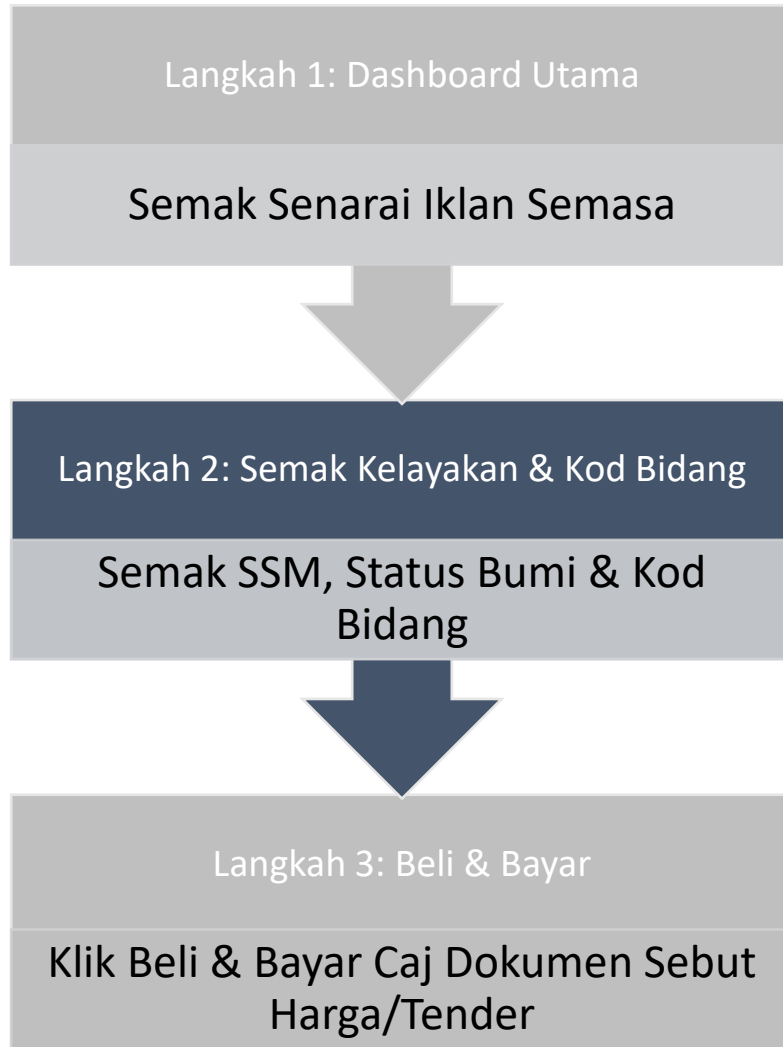 Langkah 1: Dashboard Utama
Semak Senarai Iklan Semasa
Langkah 2: Semak Kelayakan & Kod Bidang
Semak SSM, Status Bumi & Kod
Bidang
Langkah 3: Beli & Bayar
Klik Beli & Bayar Caj Dokumen Sebut
Harga/Tender